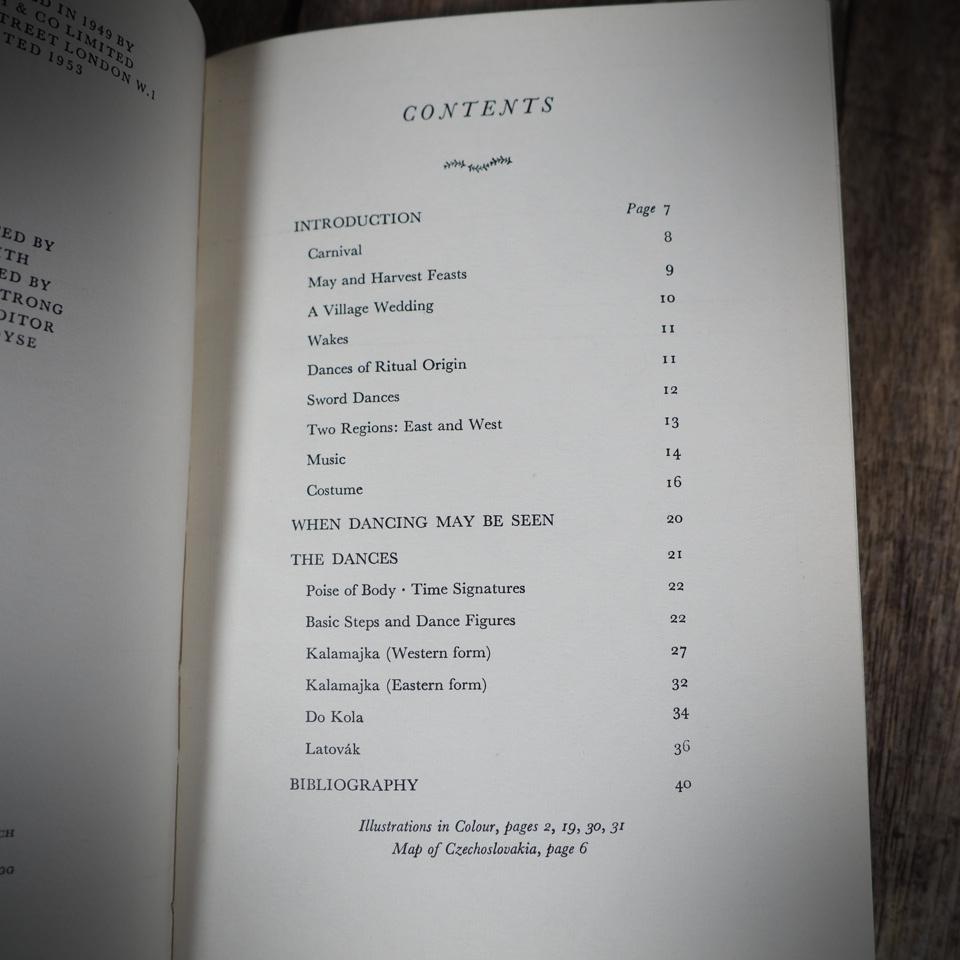 D IN 1949 BY
& CO LIMITED
TREET LONDON W.1
TED 1953
ED BY
TH
ED BY
TRONG
DITOR
YSE
CH
CONTENTS
INTRODUCTION Page 7
Carnival 8
May and Harvest Feasts 9
A Village Wedding 10
Wakes 11
Dances of Ritual Origin 11
Sword Dances 12
Two Regions: East and West 13
Music 14
Costume 16
WHEN DANCING MAY BE SEEN 20
THE DANCES 21
Poise of Body · Time Signatures 22
Basic Steps and Dance Figures 22
Kalamajka (Western form) 27
Kalamajka (Eastern form) 32
Do Kola 34
Latovák 36
BIBLIOGRAPHY 40
Illustrations in Colour, pages 2, 19, 30, 31
Map of Czechoslovakia, page 6